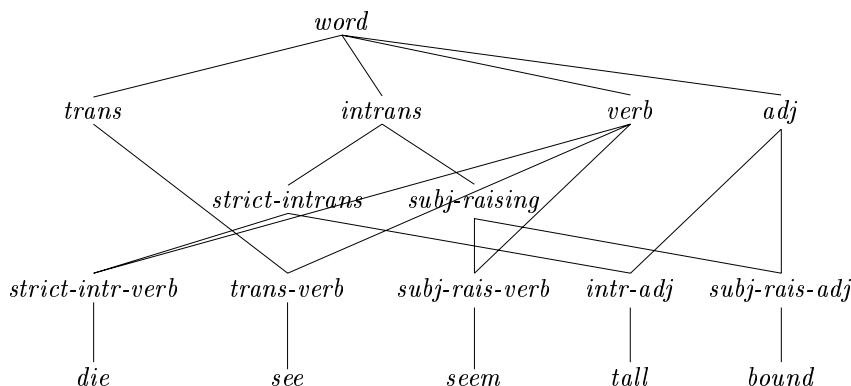 word
trans intrans verb adj
strict-intrans subj-raising
strict-intr-verb trans-verb subj-rais-verb intr-adj subj-rais-adj
die see seem tall bound